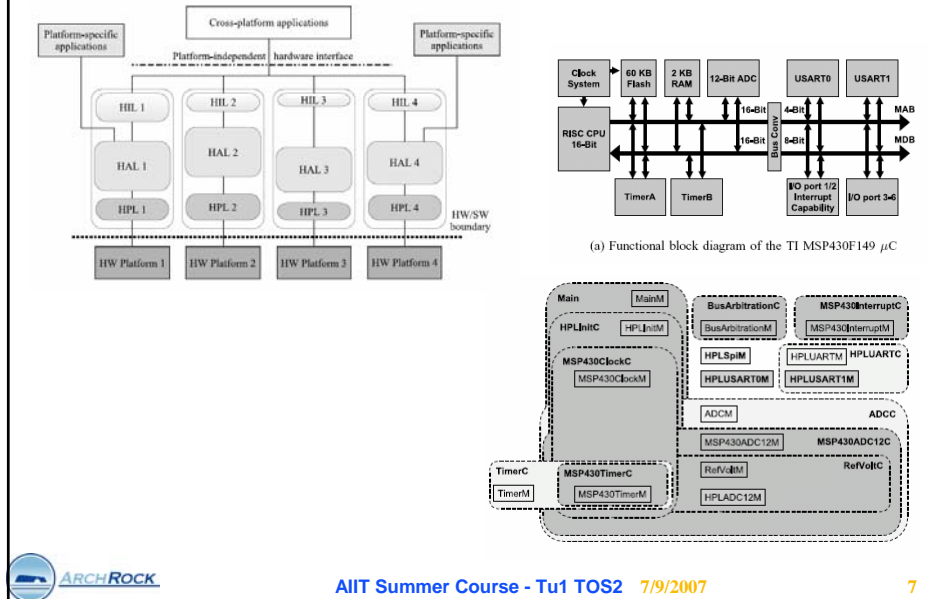 Cross-platform applications
Platform-specific
applications
Platform-specific
applications
Platform-independent hardware interface
HIL 1
HIL 2
HIL 3
HIL 4
HAL 1
HAL 2
HAL 3
HAL 4
HPL 1
HPL 2
HPL 3
HPL 4
HW/SW
boundary
HW Platform 1
HW Platform 2
HW Platform 3
HW Platform 4
Clock
System
60 KB
Flash
2 KB
RAM
12-Bit ADC
USART0
USART1
RISC CPU
16-Bit
16-Bit
4-Bit
MAB
Bus Conv
16-Bit
8-Bit
MDB
TimerA
TimerB
I/O port 1/2
Interrupt
Capability
I/O port 3-6
(a) Functional block diagram of the TI MSP430F149 μC
Main
MainM
BusArbitrationC
BusArbitrationM
MSP430InterruptC
MSP430InterruptM
HPLInitC
HPLInitM
MSP430ClockC
MSP430ClockM
HPLSpiM
HPLUARTM
HPLUARTC
HPLUSART0M
HPLUSART1M
ADCM
ADCC
MSP430ADC12M
MSP430ADC12C
TimerC
TimerM
MSP430TimerC
MSP430TimerM
RefVoltM
RefVoltC
HPLADC12M
ARCHROCK
AIIT Summer Course - Tu1 TOS2 7/9/2007
7